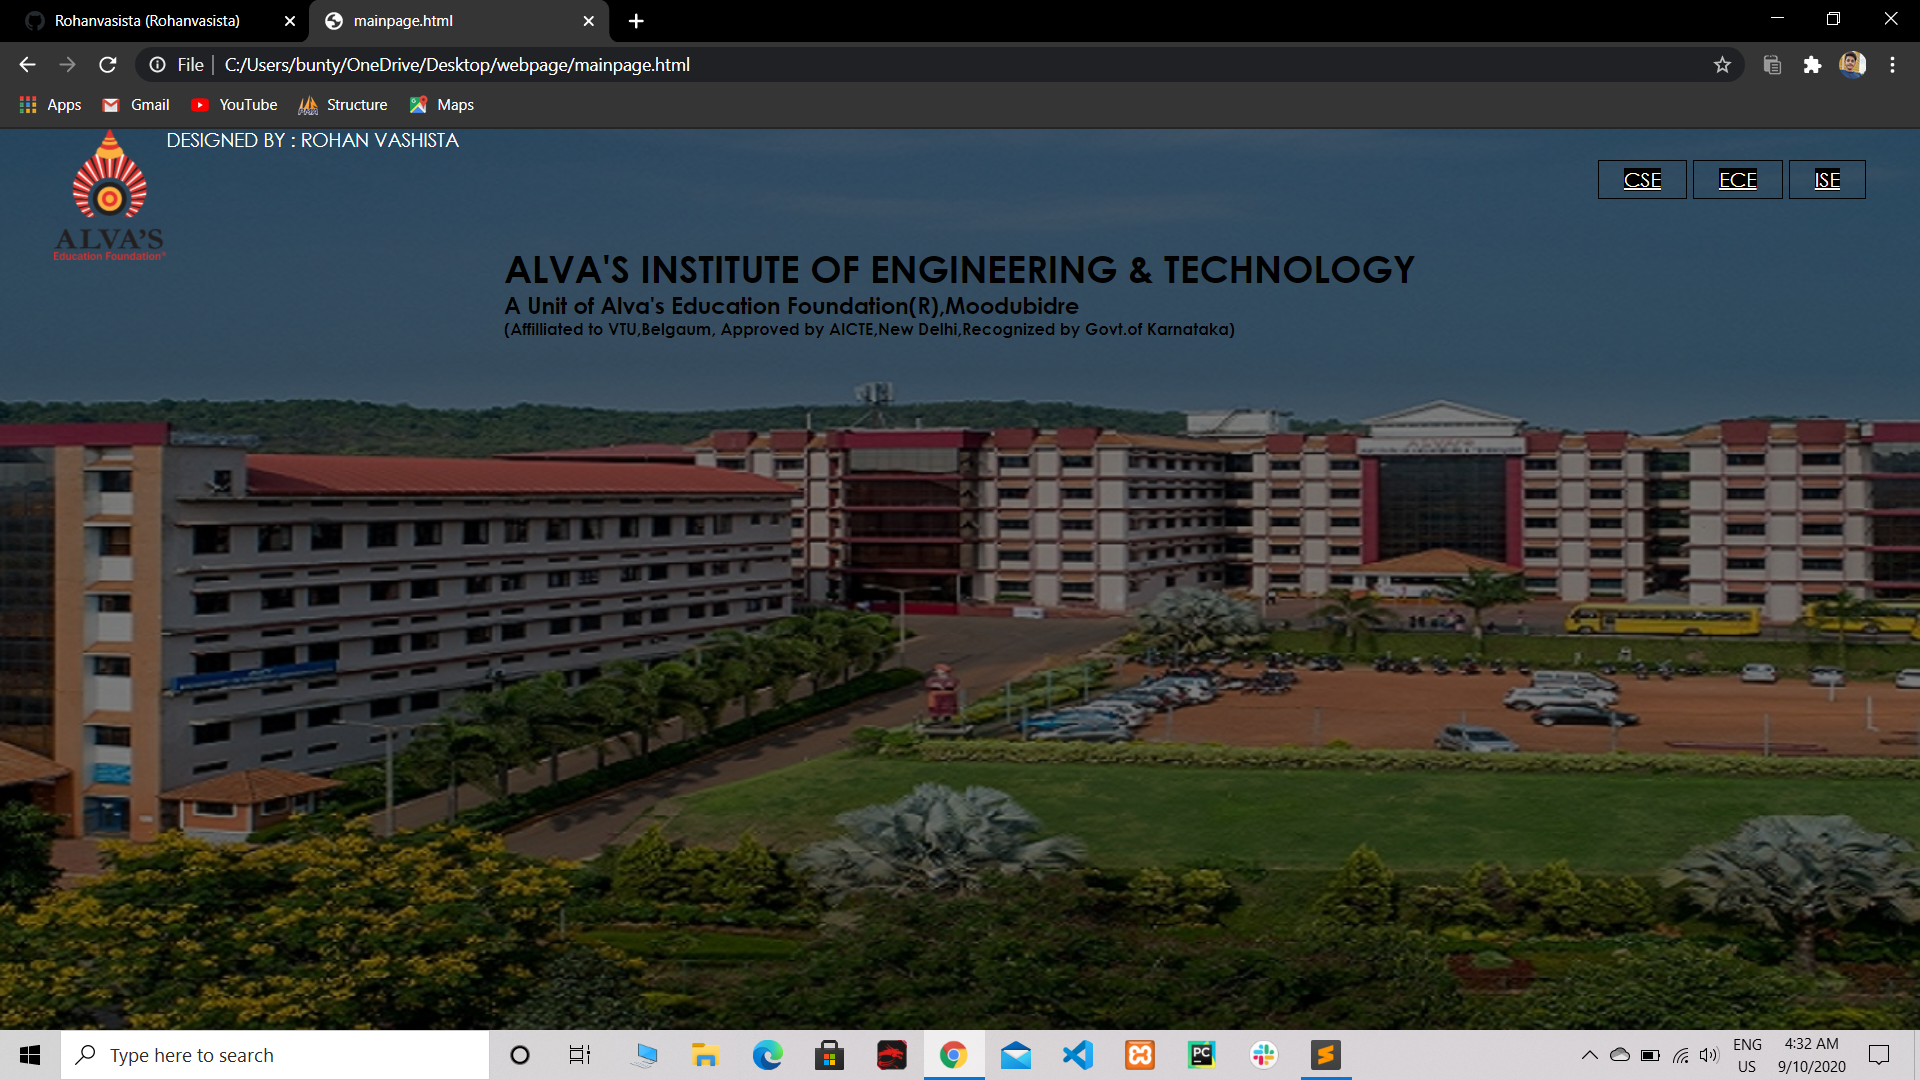 Rohanvasista (Rohanvasista)
mainpage.html
File
C:/Users/bunty/OneDrive/Desktop/webpage/mainpage.html
Apps
Gmail
YouTube
Structure
Maps
DESIGNED BY : ROHAN VASHISTA
CSE
ECE
ISE
ALVA'S
Education Foundation®
ALVA'S INSTITUTE OF ENGINEERING & TECHNOLOGY
A Unit of Alva's Education Foundation(R),Moodubidre
(Affilliated to VTU,Belgaum, Approved by AICTE,New Delhi,Recognized by Govt.of Karnataka)
Type here to search
PC
ENG
US
4:32 AM
9/10/2020